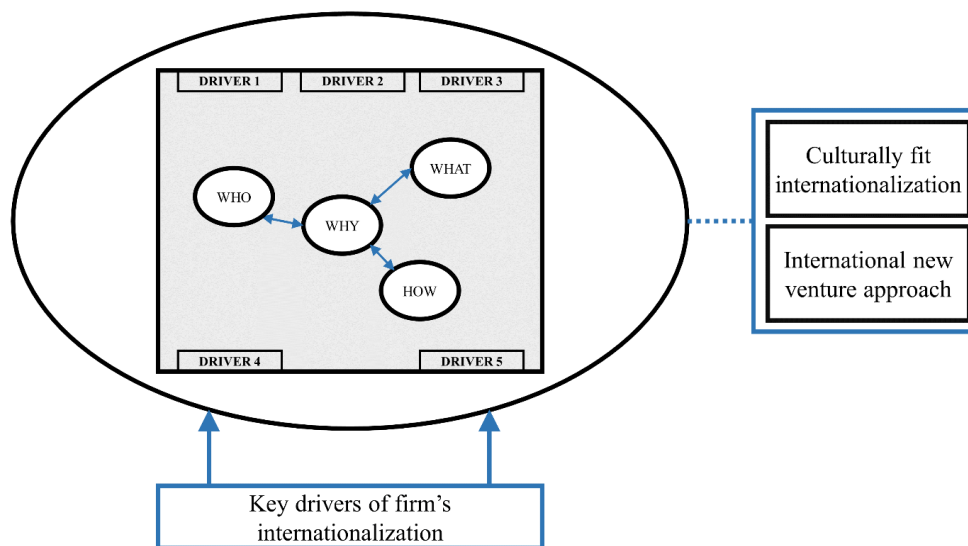 DRIVER 1
DRIVER 2
DRIVER 3
WHAT
WHO
WHY
HOW
DRIVER 4
DRIVER 5
Culturally fit
internationalization
International new
venture approach
Key drivers of firm’s
internationalization